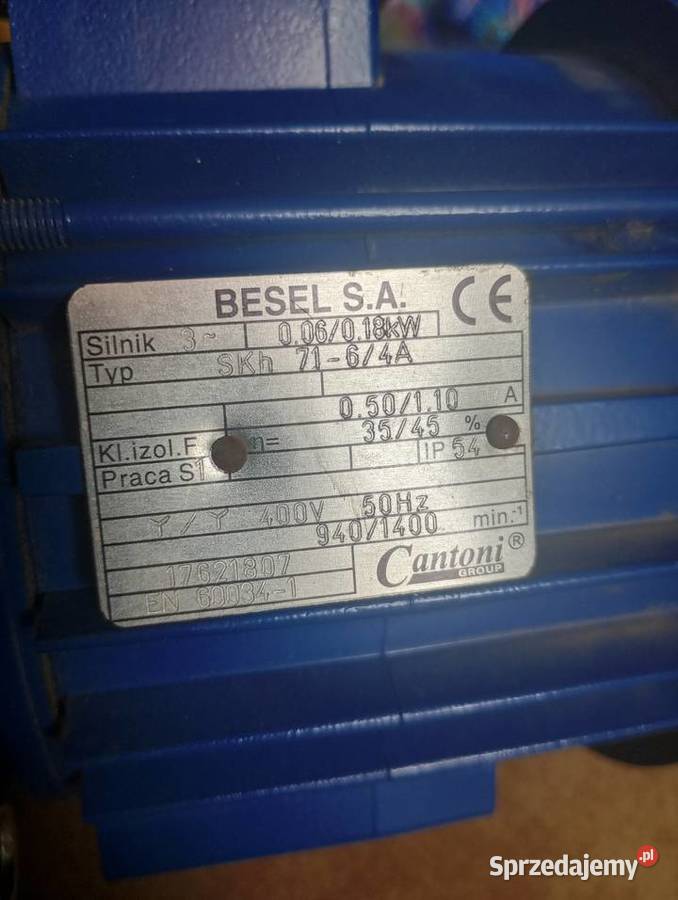 BESEL S.A. CE
Silnik 3~ 0.06/0.18kW
Typ SKh 71-6/4A
0.50/1.10 A
Kl.izol.F η= 35/45 %
Praca S1 IP 54
Y / Y 400V 50Hz
940/1400 min.-1
17621807
EN 60034-1
Cantoni®
GROUP
Sprzedajemy.pl